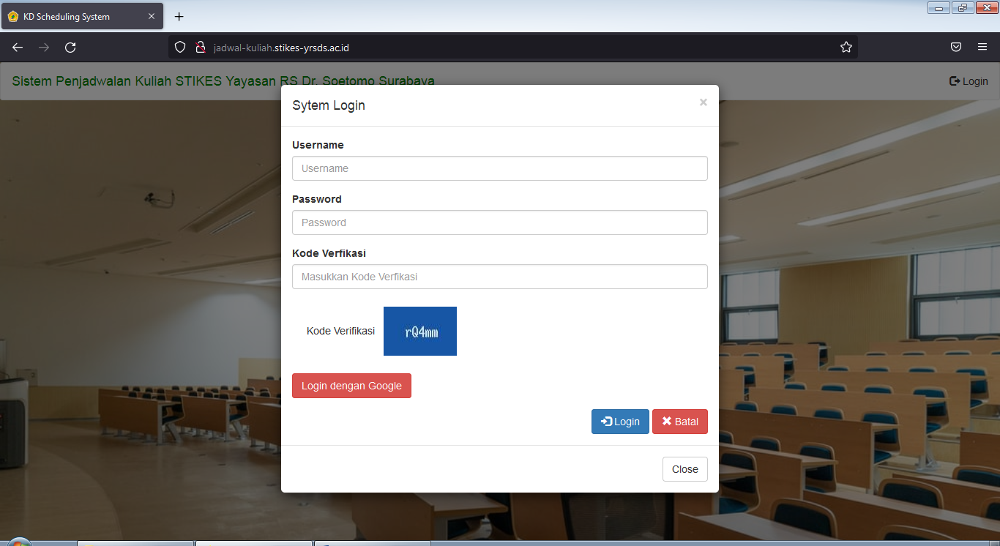 KD Scheduling System
jadwal-kuliah.stikes-yrsds.ac.id
Sistem Penjadwalan Kuliah STIKES Yayasan RS Dr. Soetomo Surabaya
Login
Sytem Login
×
Username
Username
Password
Password
Kode Verfikasi
Masukkan Kode Verfikasi
Kode Verifikasi
rQ4mm
Login dengan Google
Login
Batal
Close